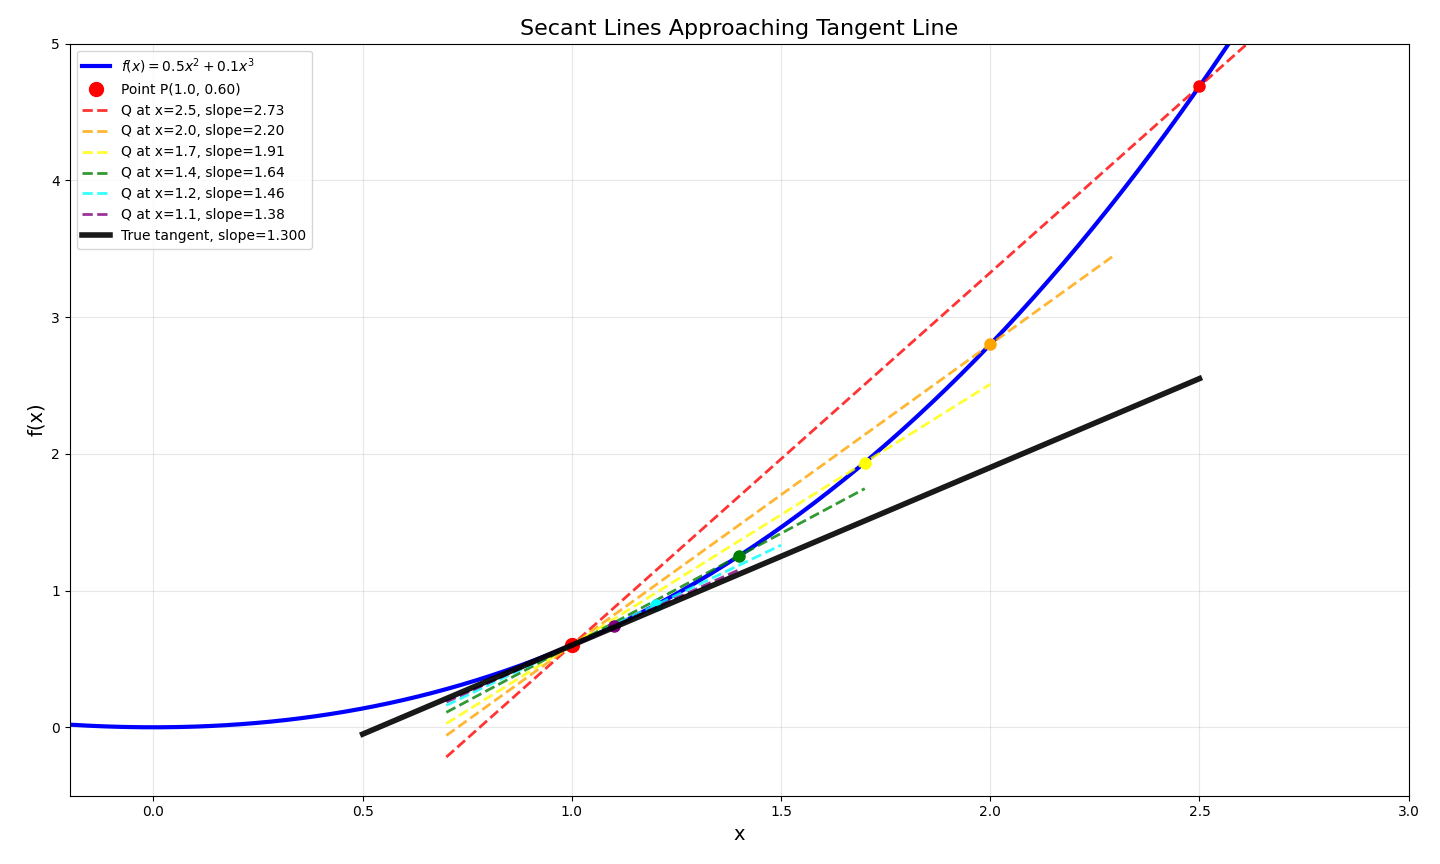 Secant Lines Approaching Tangent Line
f(x) = 0.5x² + 0.1x³
Point P(1.0, 0.60)
Q at x=2.5, slope=2.73
Q at x=2.0, slope=2.20
Q at x=1.7, slope=1.91
Q at x=1.4, slope=1.64
Q at x=1.2, slope=1.46
Q at x=1.1, slope=1.38
True tangent, slope=1.300
5
4
3
2
1
0
f(x)
0.0 0.5 1.0 1.5 2.0 2.5 3.0
x